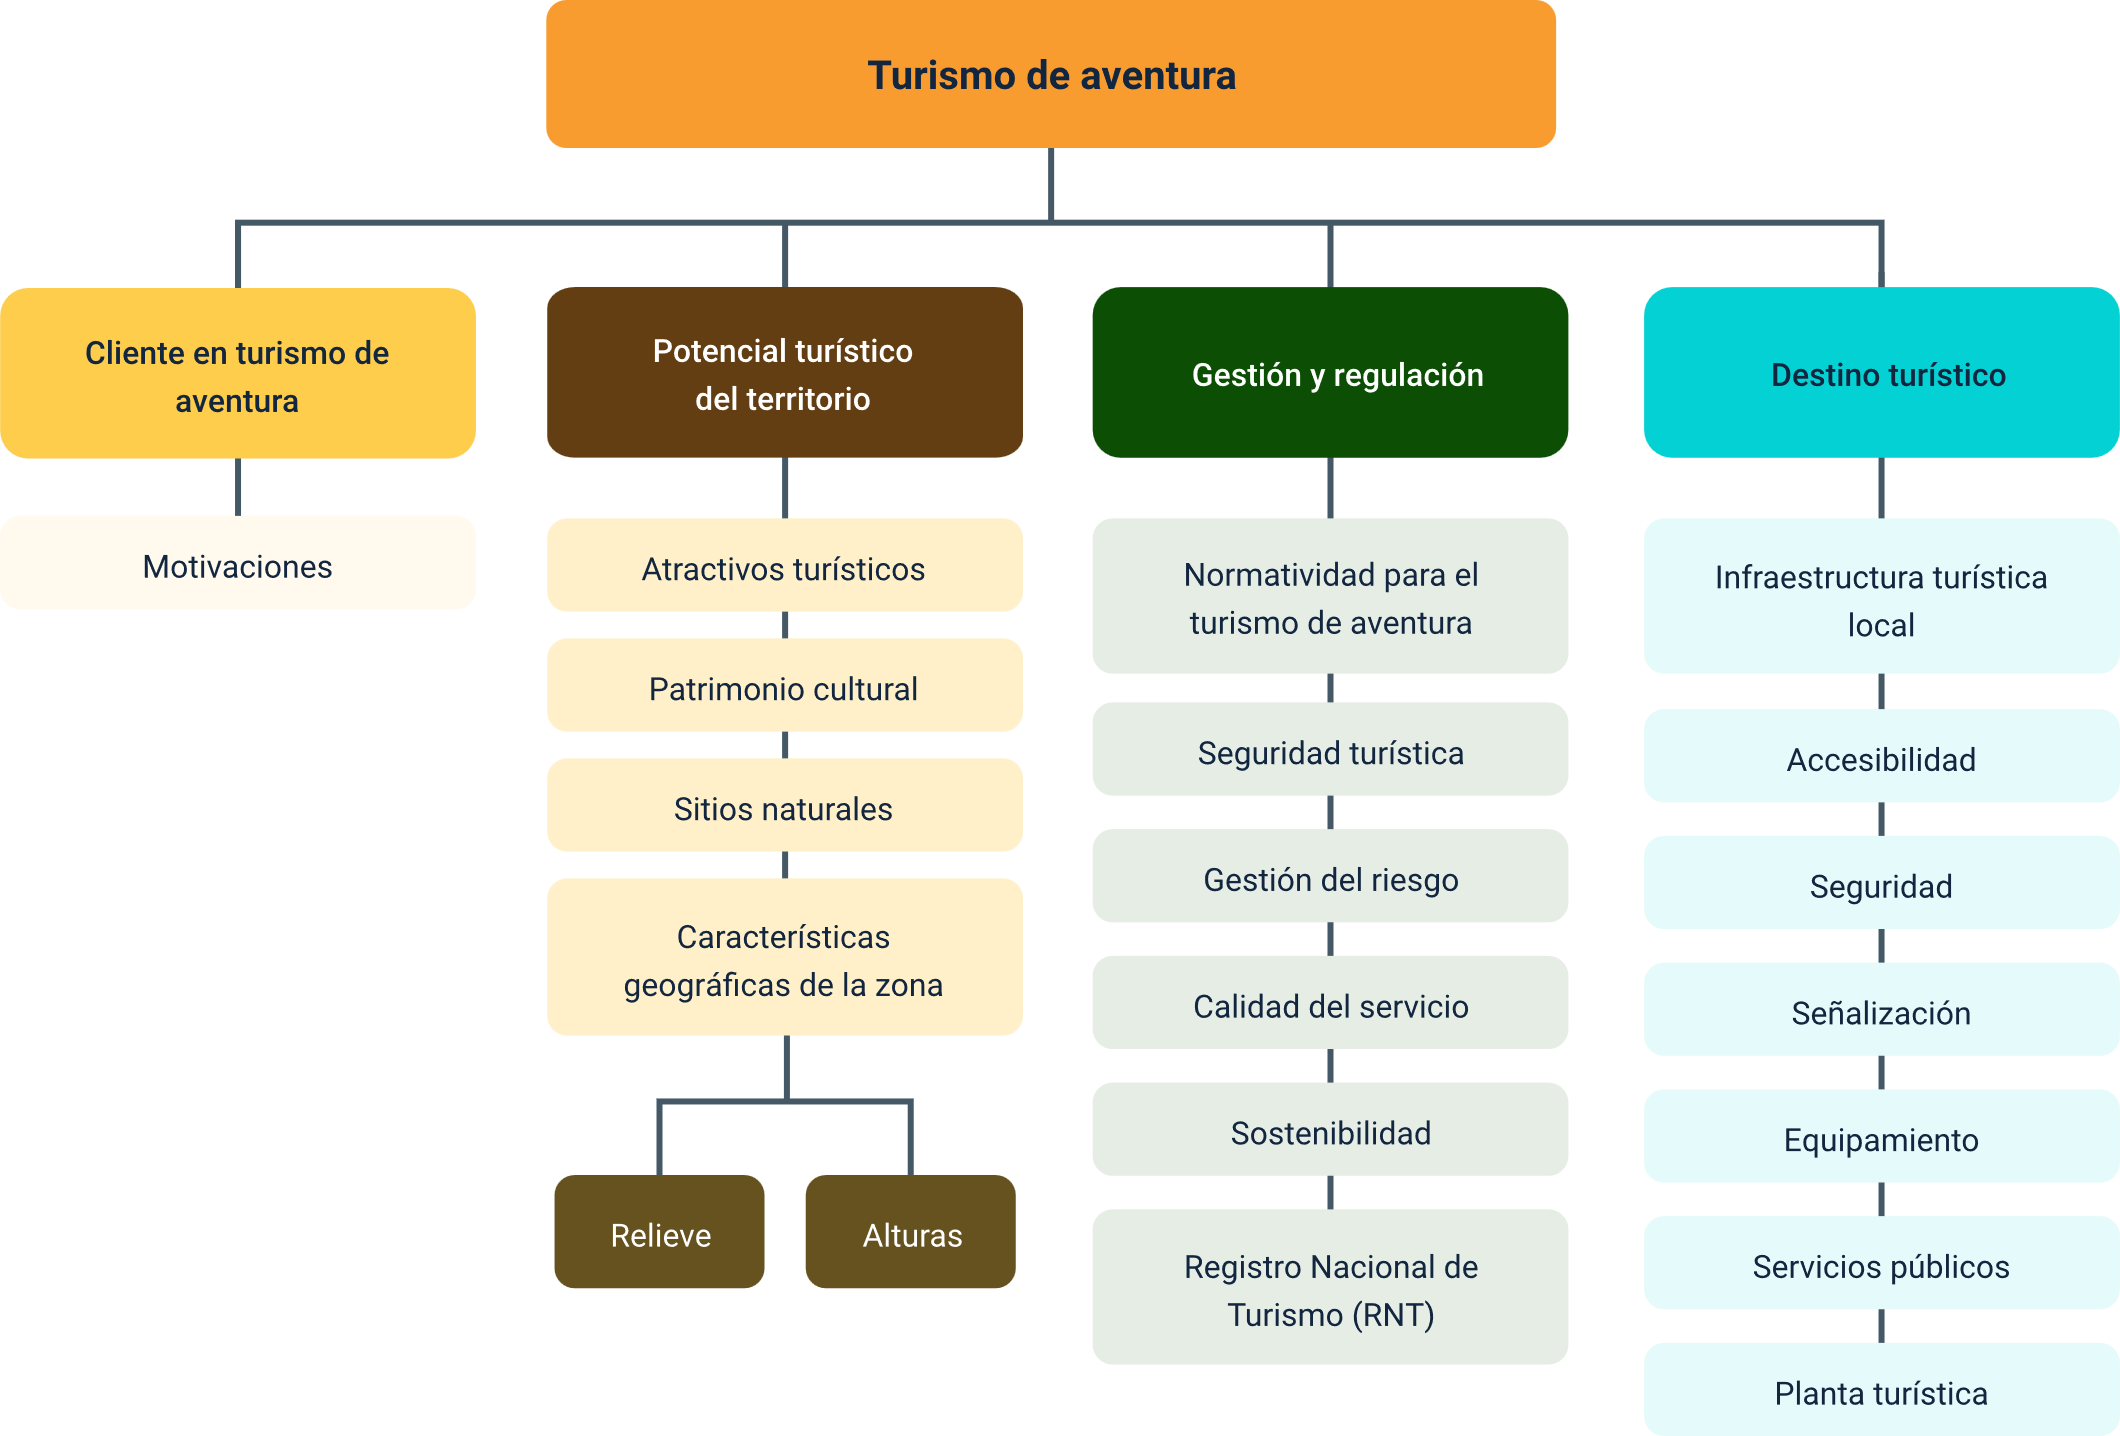 Turismo de aventura
Cliente en turismo de
aventura
Motivaciones
Potencial turístico
del territorio
Atractivos turísticos
Patrimonio cultural
Sitios naturales
Características
geográficas de la zona
Relieve
Alturas
Gestión y regulación
Normatividad para el
turismo de aventura
Seguridad turística
Gestión del riesgo
Calidad del servicio
Sostenibilidad
Registro Nacional de
Turismo (RNT)
Destino turístico
Infraestructura turística
local
Accesibilidad
Seguridad
Señalización
Equipamiento
Servicios públicos
Planta turística